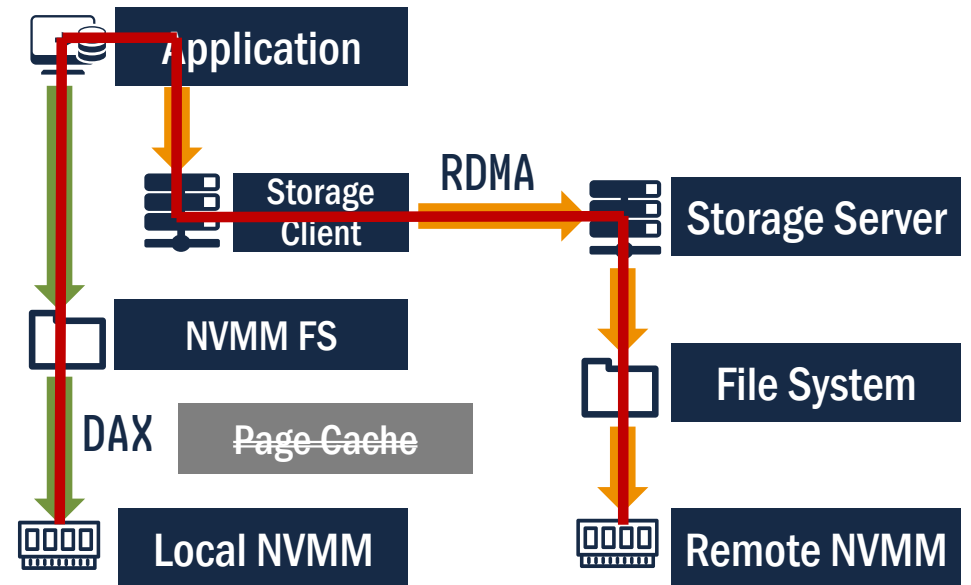 Application
Storage
Client
RDMA
Storage Server
NVMM FS
File System
DAX
Page Cache
Local NVMM
Remote NVMM